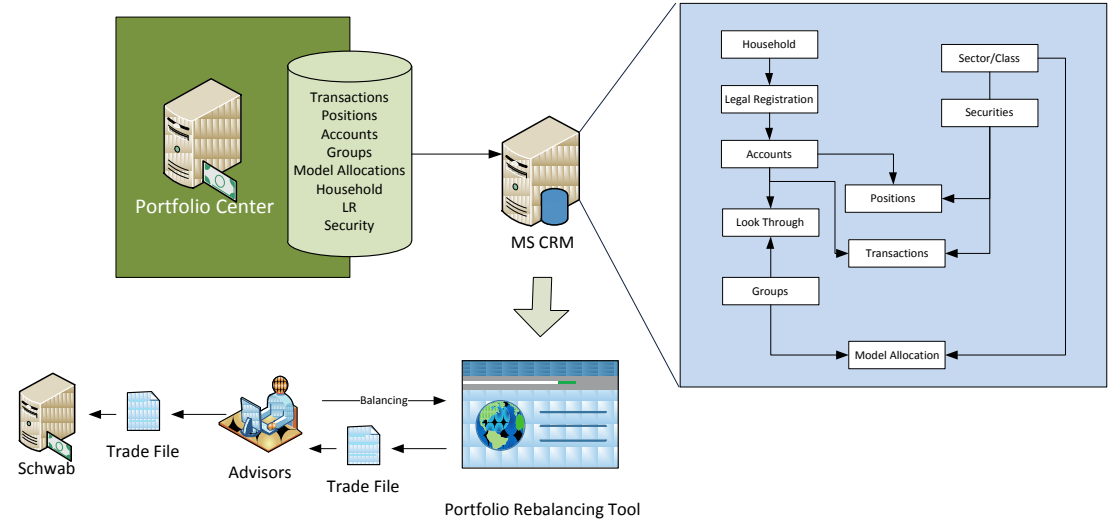 Portfolio Center
Transactions
Positions
Accounts
Groups
Model Allocations
Household
LR
Security
MS CRM
Household
Legal Registration
Accounts
Look Through
Groups
Sector/Class
Securities
Positions
Transactions
Model Allocation
Schwab
Trade File
Advisors
Balancing
Trade File
Portfolio Rebalancing Tool